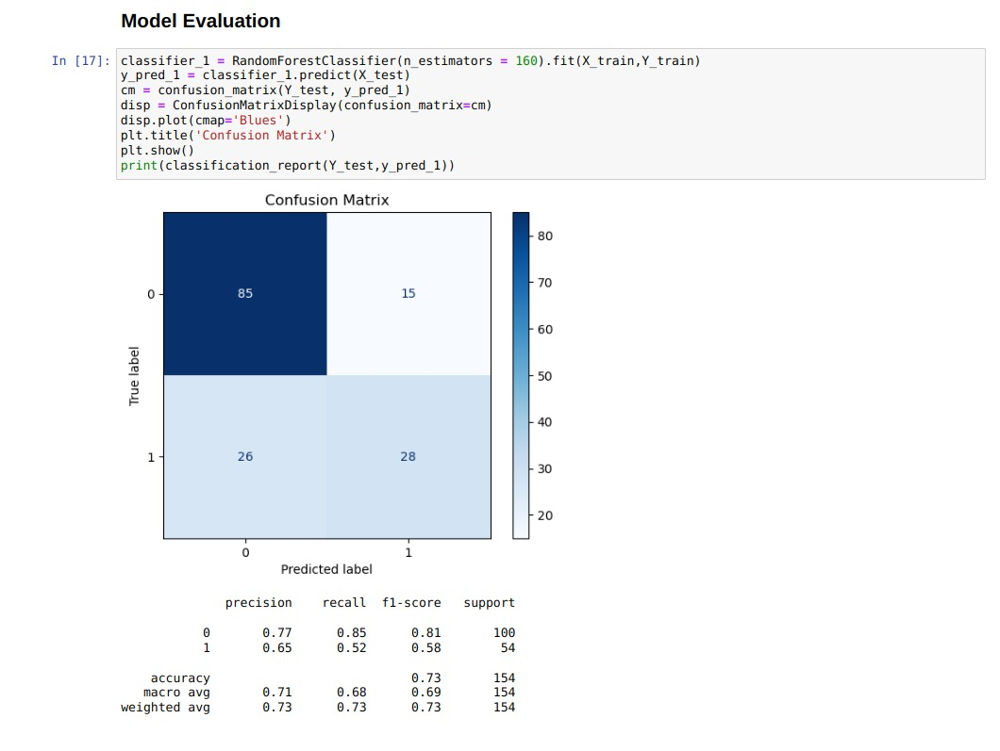 Model Evaluation
In [17]:
classifier_1 = RandomForestClassifier(n_estimators = 160).fit(X_train,Y_train)
y_pred_1 = classifier_1.predict(X_test)
cm = confusion_matrix(Y_test, y_pred_1)
disp = ConfusionMatrixDisplay(confusion_matrix=cm)
disp.plot(cmap='Blues')
plt.title('Confusion Matrix')
plt.show()
print(classification_report(Y_test,y_pred_1))
Confusion Matrix
0
85
15
1
26
28
True label
0
1
Predicted label
80
70
60
50
40
30
20
precision recall f1-score support
0 0.77 0.85 0.81 100
1 0.65 0.52 0.58 54
accuracy 0.73 154
macro avg 0.71 0.68 0.69 154
weighted avg 0.73 0.73 0.73 154